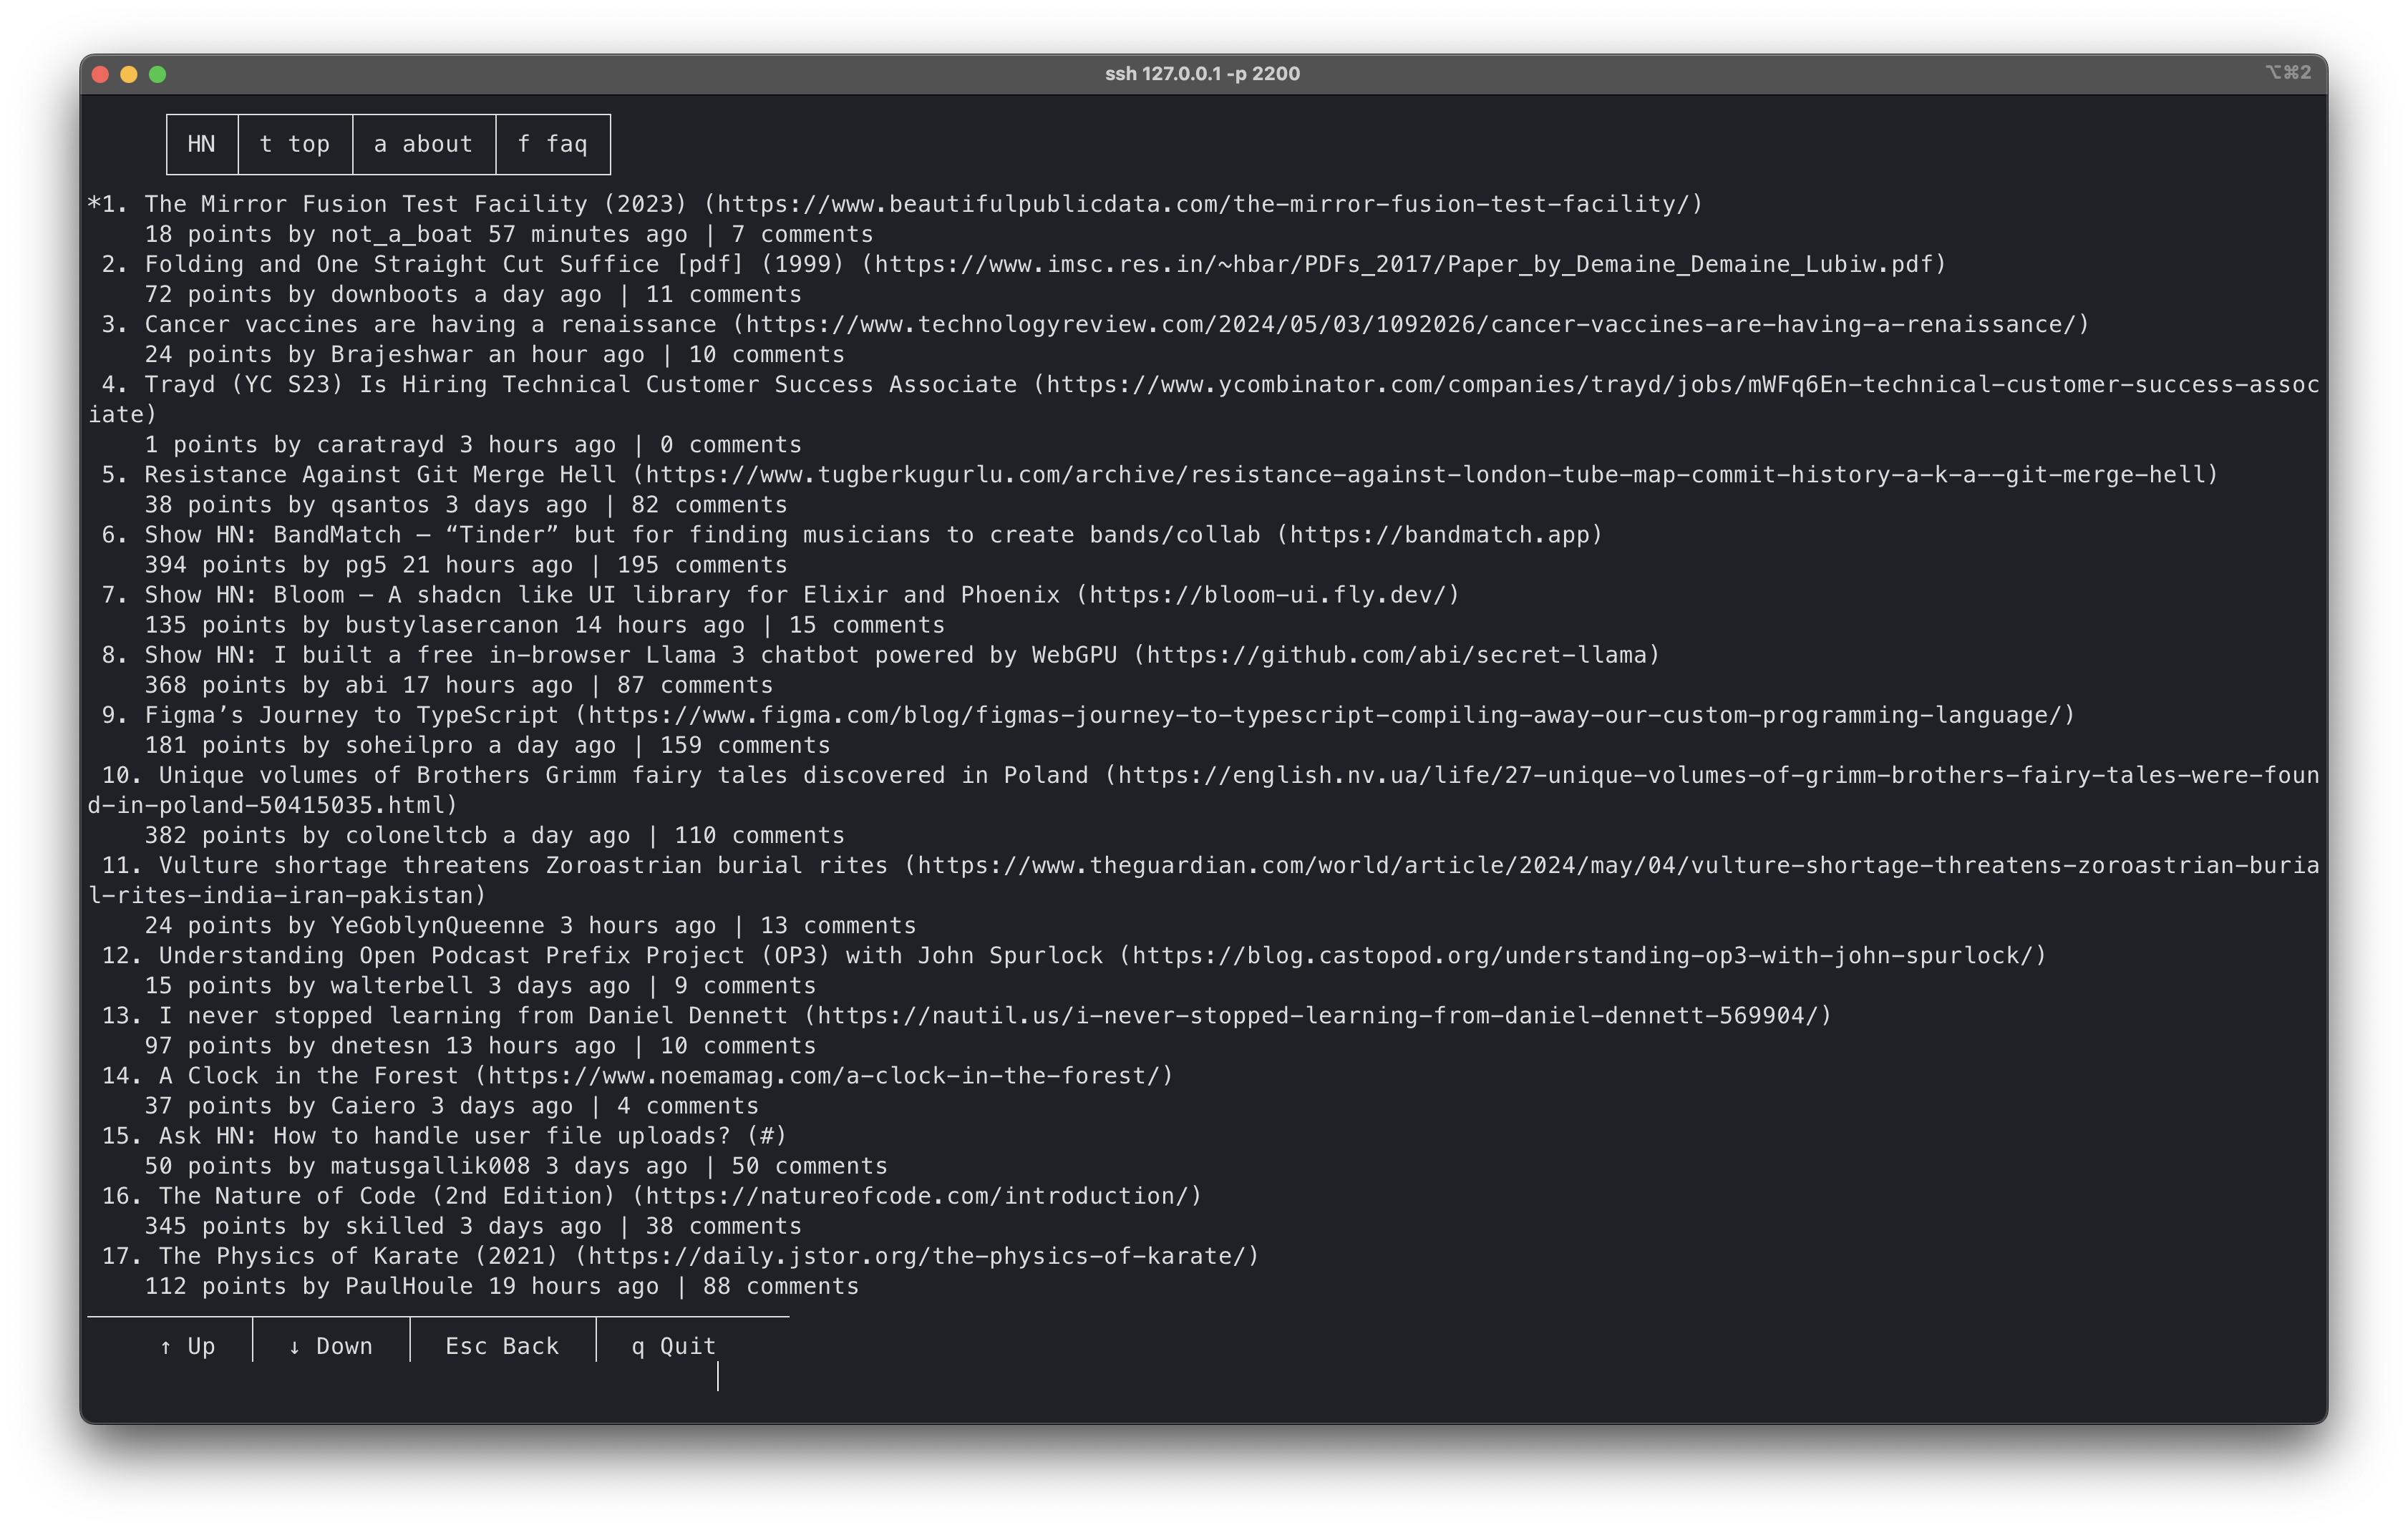 ssh 127.0.0.1 -p 2200 ⌥⌘2
HN t top a about f faq
*1. The Mirror Fusion Test Facility (2023) (https://www.beautifulpublicdata.com/the-mirror-fusion-test-facility/)
18 points by not_a_boat 57 minutes ago | 7 comments
2. Folding and One Straight Cut Suffice [pdf] (1999) (https://www.imsc.res.in/~hbar/PDFs_2017/Paper_by_Demaine_Demaine_Lubiw.pdf)
72 points by downboots a day ago | 11 comments
3. Cancer vaccines are having a renaissance (https://www.technologyreview.com/2024/05/03/1092026/cancer-vaccines-are-having-a-renaissance/)
24 points by Brajeshwar an hour ago | 10 comments
4. Trayd (YC S23) Is Hiring Technical Customer Success Associate (https://www.ycombinator.com/companies/trayd/jobs/mWFq6En-technical-customer-success-assoc
iate)
1 points by caratrayd 3 hours ago | 0 comments
5. Resistance Against Git Merge Hell (https://www.tugberkugurlu.com/archive/resistance-against-london-tube-map-commit-history-a-k-a--git-merge-hell)
38 points by qsantos 3 days ago | 82 comments
6. Show HN: BandMatch – “Tinder” but for finding musicians to create bands/collab (https://bandmatch.app)
394 points by pg5 21 hours ago | 195 comments
7. Show HN: Bloom – A shadcn like UI library for Elixir and Phoenix (https://bloom-ui.fly.dev/)
135 points by bustylasercanon 14 hours ago | 15 comments
8. Show HN: I built a free in-browser Llama 3 chatbot powered by WebGPU (https://github.com/abi/secret-llama)
368 points by abi 17 hours ago | 87 comments
9. Figma’s Journey to TypeScript (https://www.figma.com/blog/figmas-journey-to-typescript-compiling-away-our-custom-programming-language/)
181 points by soheilpro a day ago | 159 comments
10. Unique volumes of Brothers Grimm fairy tales discovered in Poland (https://english.nv.ua/life/27-unique-volumes-of-grimm-brothers-fairy-tales-were-foun
d-in-poland-50415035.html)
382 points by coloneltcb a day ago | 110 comments
11. Vulture shortage threatens Zoroastrian burial rites (https://www.theguardian.com/world/article/2024/may/04/vulture-shortage-threatens-zoroastrian-buria
l-rites-india-iran-pakistan)
24 points by YeGoblynQueenne 3 hours ago | 13 comments
12. Understanding Open Podcast Prefix Project (OP3) with John Spurlock (https://blog.castopod.org/understanding-op3-with-john-spurlock/)
15 points by walterbell 3 days ago | 9 comments
13. I never stopped learning from Daniel Dennett (https://nautil.us/i-never-stopped-learning-from-daniel-dennett-569904/)
97 points by dnetesn 13 hours ago | 10 comments
14. A Clock in the Forest (https://www.noemamag.com/a-clock-in-the-forest/)
37 points by Caiero 3 days ago | 4 comments
15. Ask HN: How to handle user file uploads? (#)
50 points by matusgallik008 3 days ago | 50 comments
16. The Nature of Code (2nd Edition) (https://natureofcode.com/introduction/)
345 points by skilled 3 days ago | 38 comments
17. The Physics of Karate (2021) (https://daily.jstor.org/the-physics-of-karate/)
112 points by PaulHoule 19 hours ago | 88 comments
↑ Up ↓ Down Esc Back q Quit